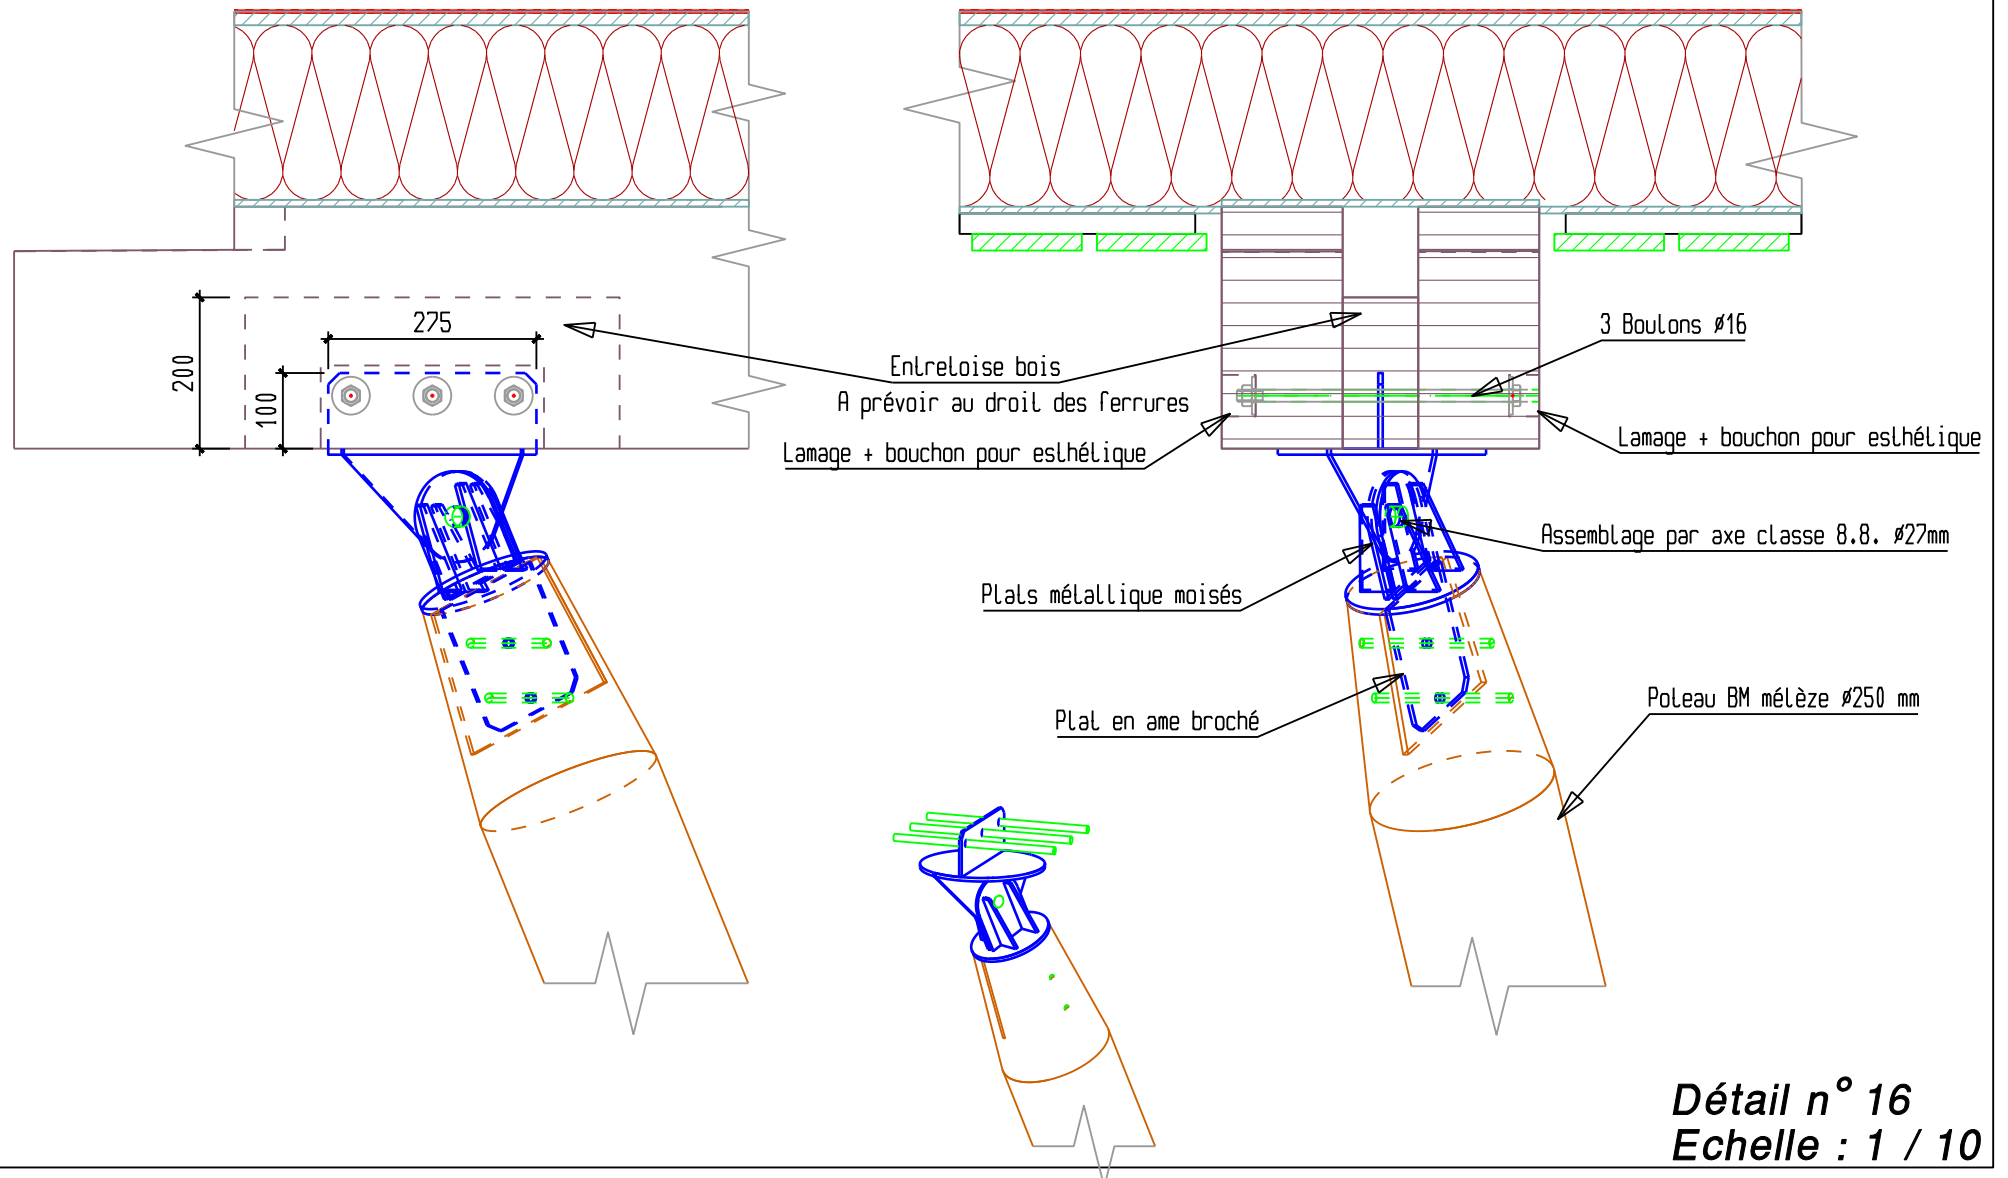 275
200
100
Entretoise bois
A prévoir au droit des ferrures
Lamage + bouchon pour esthétique
3 Boulons Ø16
Lamage + bouchon pour esthétique
Assemblage par axe classe 8.8. Ø27mm
Plats métallique moisés
Plat en ame broché
Poteau BM mélèze Ø250 mm
Détail n° 16
Echelle : 1 / 10